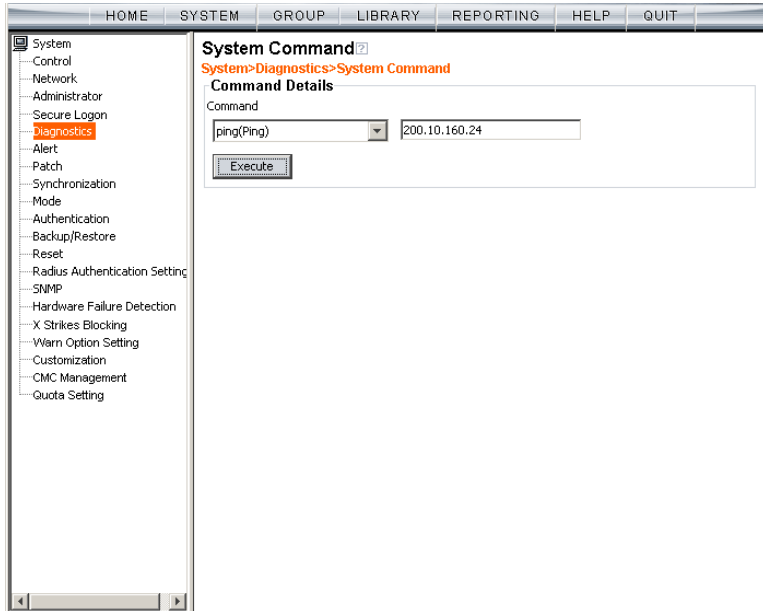 HOME SYSTEM GROUP LIBRARY REPORTING HELP QUIT
System
Control
Network
Administrator
Secure Logon
Diagnostics
Alert
Patch
Synchronization
Mode
Authentication
Backup/Restore
Reset
Radius Authentication Setting
SNMP
Hardware Failure Detection
X Strikes Blocking
Warn Option Setting
Customization
CMC Management
Quota Setting
System Command?
System>Diagnostics>System Command
Command Details
Command
ping(Ping) 200.10.160.24
Execute